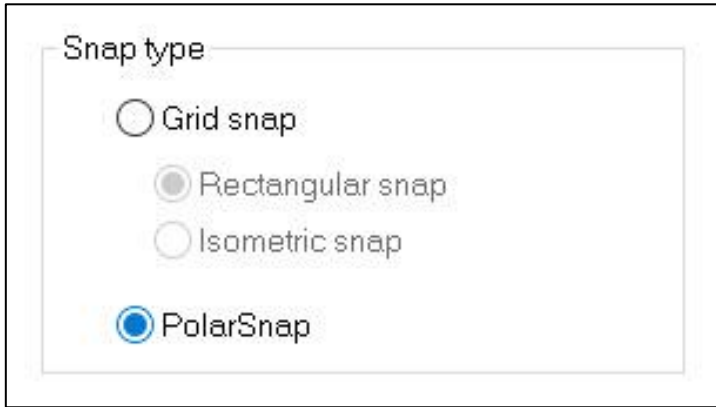 Snap type
Grid snap
Rectangular snap
Isometric snap
PolarSnap